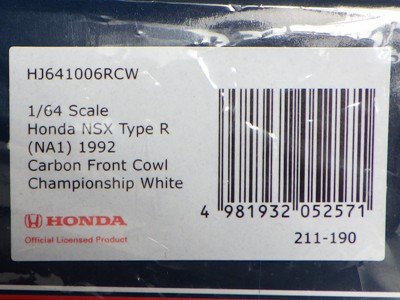 HJ641006RCW
1/64 Scale
Honda NSX Type R
(NA1) 1992
Carbon Front Cowl
Championship White
HONDA
Official Licensed Product
4 981932 052571
211-190